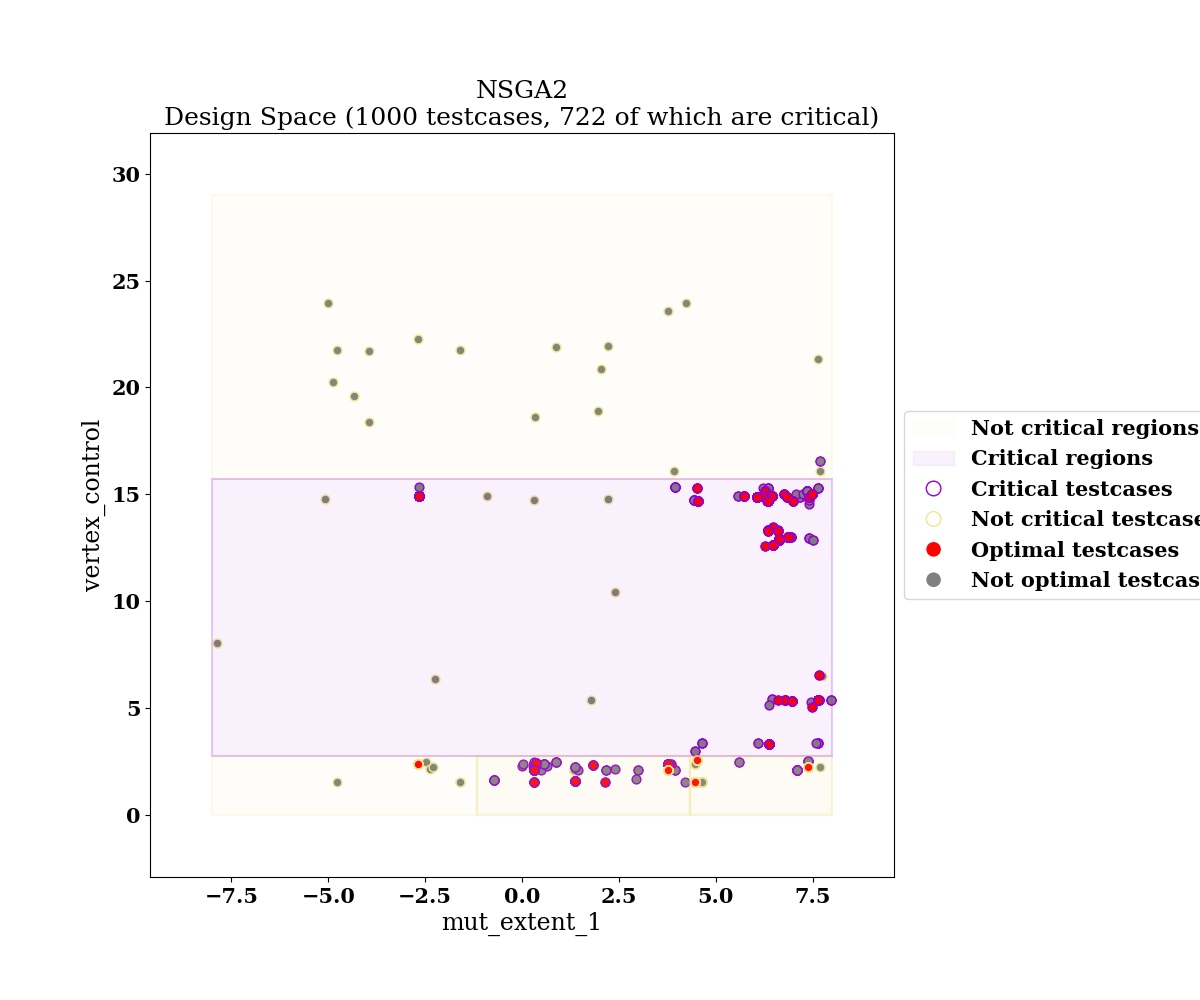 NSGA2
Design Space (1000 testcases, 722 of which are critical)
30
25
20
15
10
5
0
vertex_control
−7.5 −5.0 −2.5 0.0 2.5 5.0 7.5
mut_extent_1
Not critical regions
Critical regions
Critical testcases
Not critical testcase
Optimal testcases
Not optimal testcas